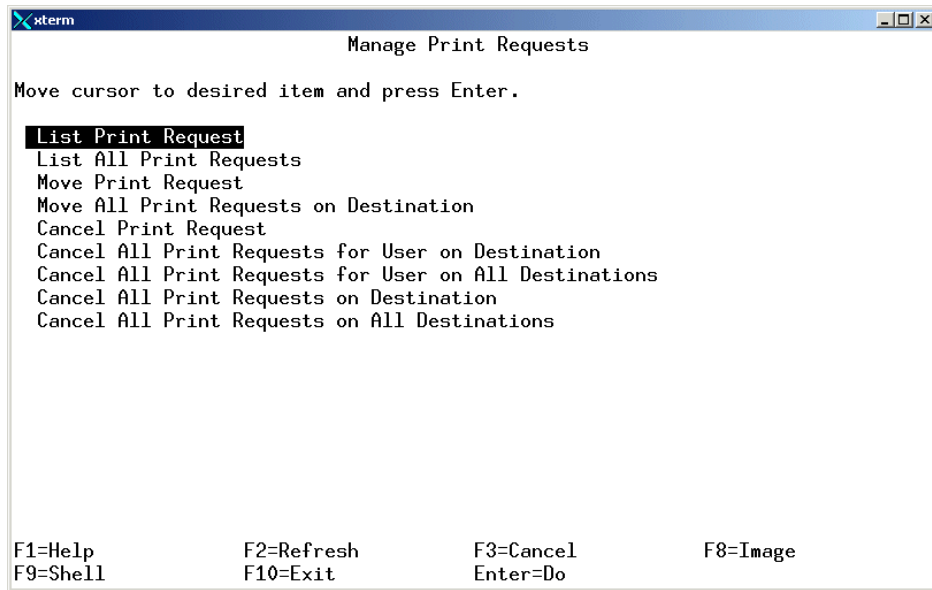 xterm
Manage Print Requests
Move cursor to desired item and press Enter.
List Print Request
List All Print Requests
Move Print Request
Move All Print Requests on Destination
Cancel Print Request
Cancel All Print Requests for User on Destination
Cancel All Print Requests for User on All Destinations
Cancel All Print Requests on Destination
Cancel All Print Requests on All Destinations
F1=Help F2=Refresh F3=Cancel F8=Image
F9=Shell F10=Exit Enter=Do